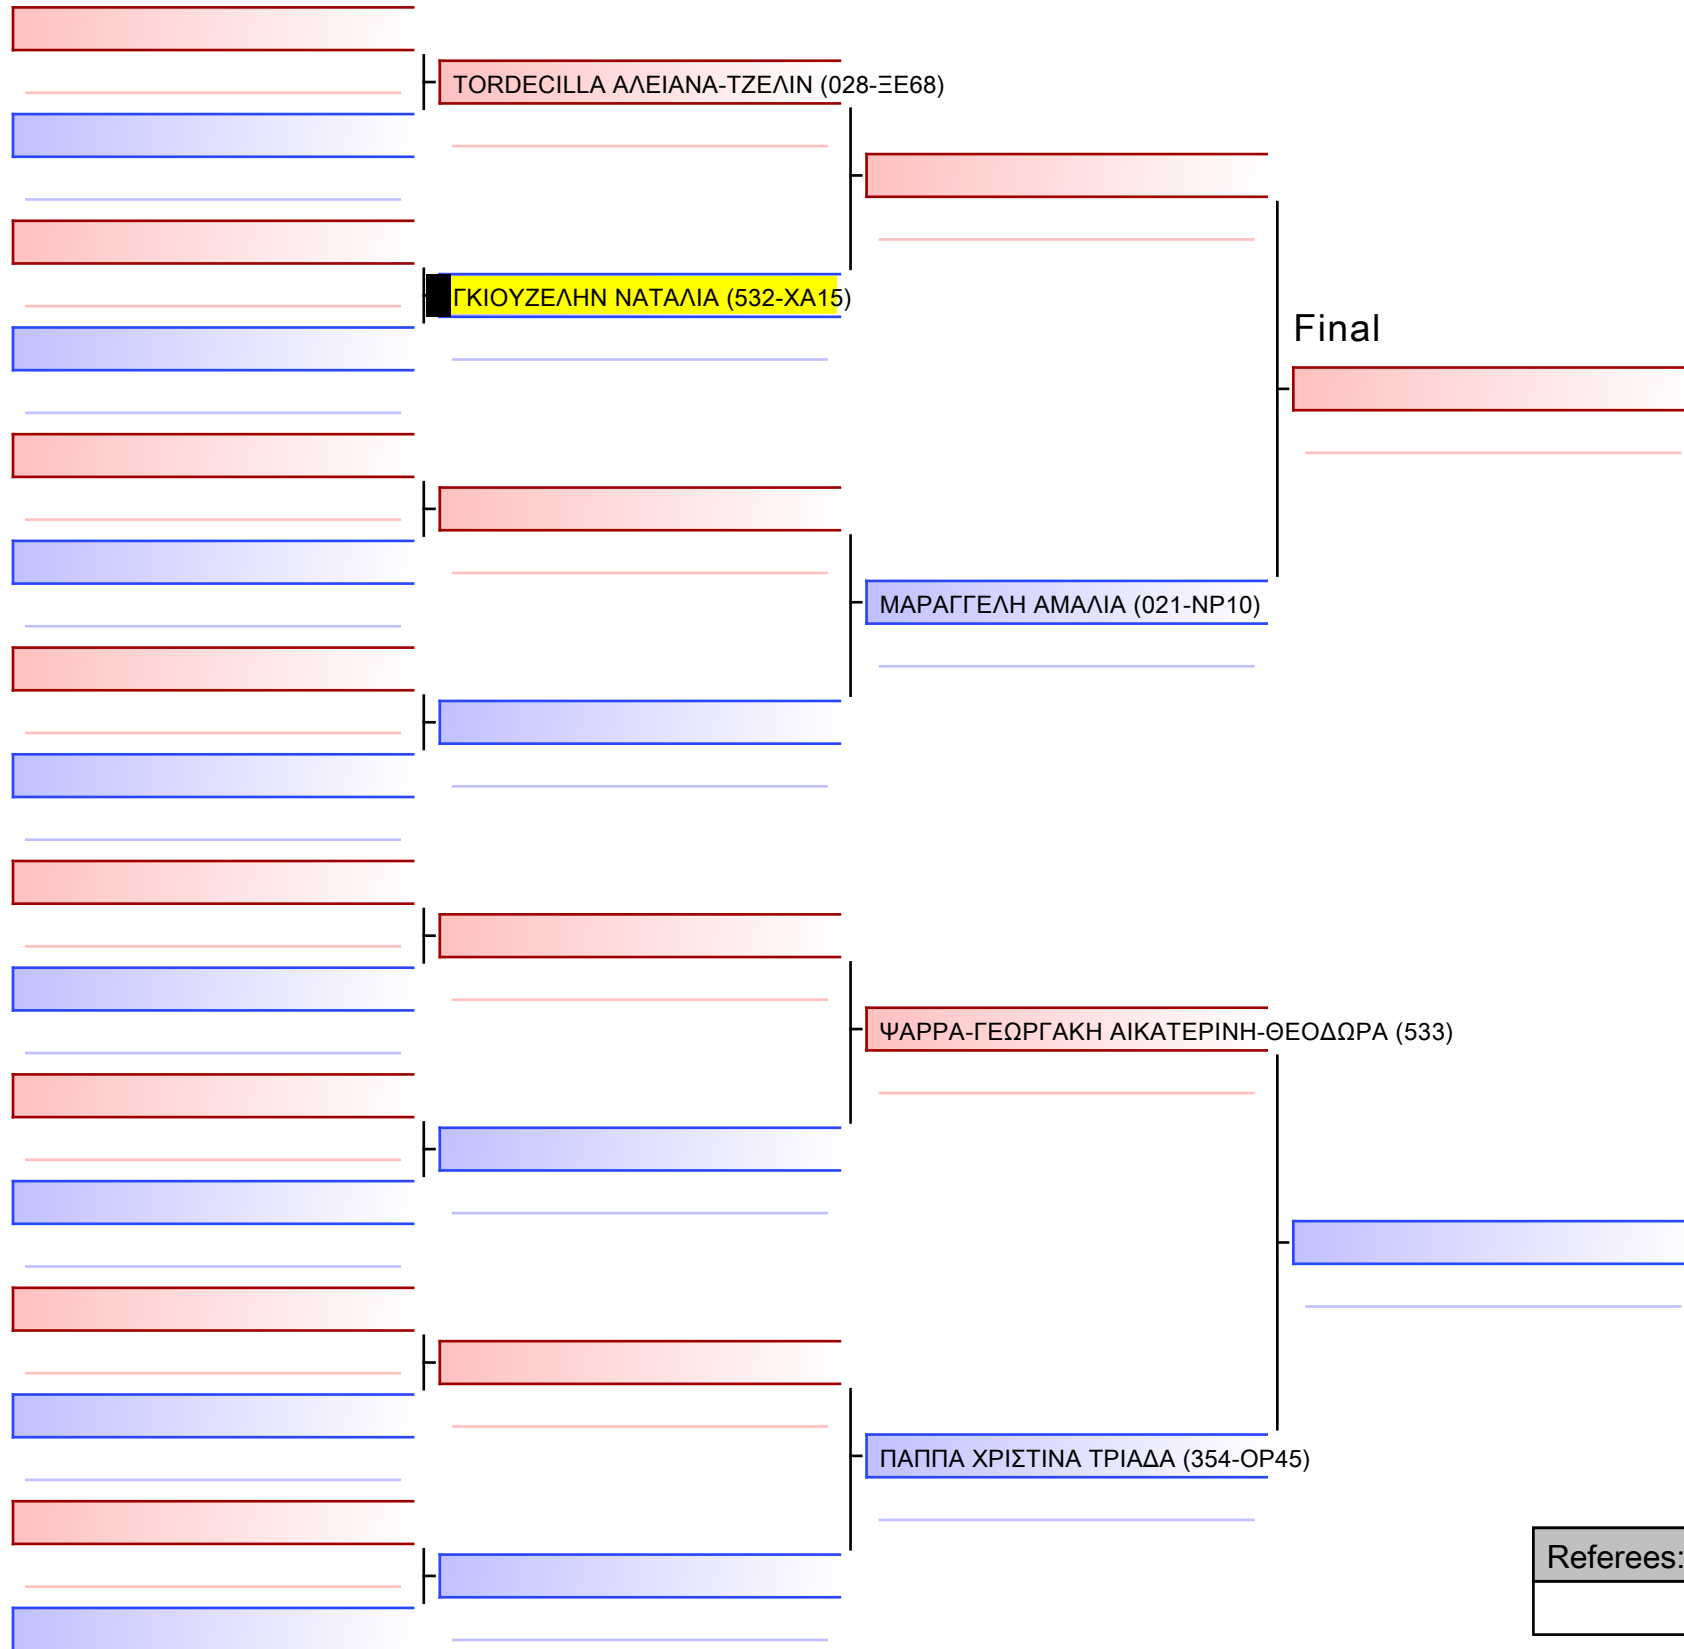 TORDECILLA ΑΛΕΙΑΝΑ-ΤΖΕΛΙΝ (028-ΞΕ68)
ΓΚΙΟΥΖΕΛΗΝ ΝΑΤΑΛΙΑ (532-ΧΑ15)
Final
ΜΑΡΑΓΓΕΛΗ ΑΜΑΛΙΑ (021-ΝΡ10)
ΨΑΡΡΑ-ΓΕΩΡΓΑΚΗ ΑΙΚΑΤΕΡΙΝΗ-ΘΕΟΔΩΡΑ (533)
ΠΑΠΠΑ ΧΡΙΣΤΙΝΑ ΤΡΙΑΔΑ (354-ΟΡ45)
Referees: